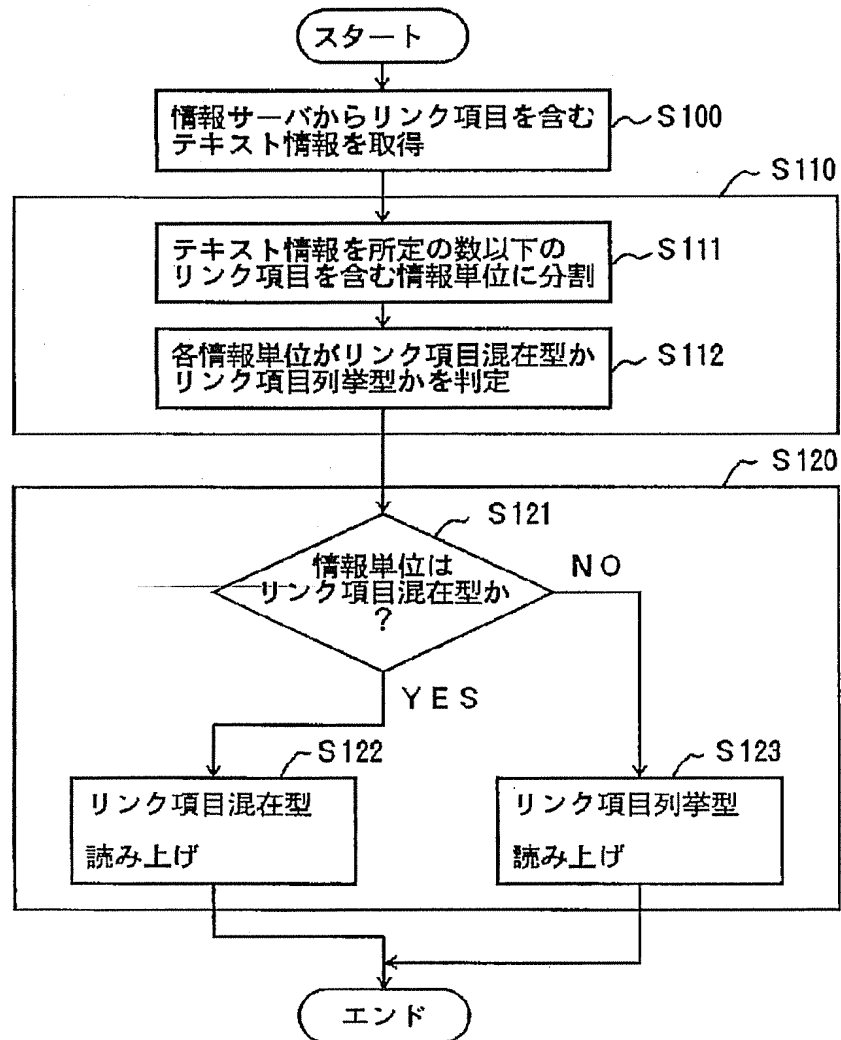 スタート
情報サーバからリンク項目を含む
テキスト情報を取得
S100
S110
テキスト情報を所定の数以下の
リンク項目を含む情報単位に分割
S111
各情報単位がリンク項目混在型か
リンク項目列挙型かを判定
S112
S120
S121
情報単位は
リンク項目混在型か
?
NO
YES
S122
リンク項目混在型
読み上げ
S123
リンク項目列挙型
読み上げ
エンド